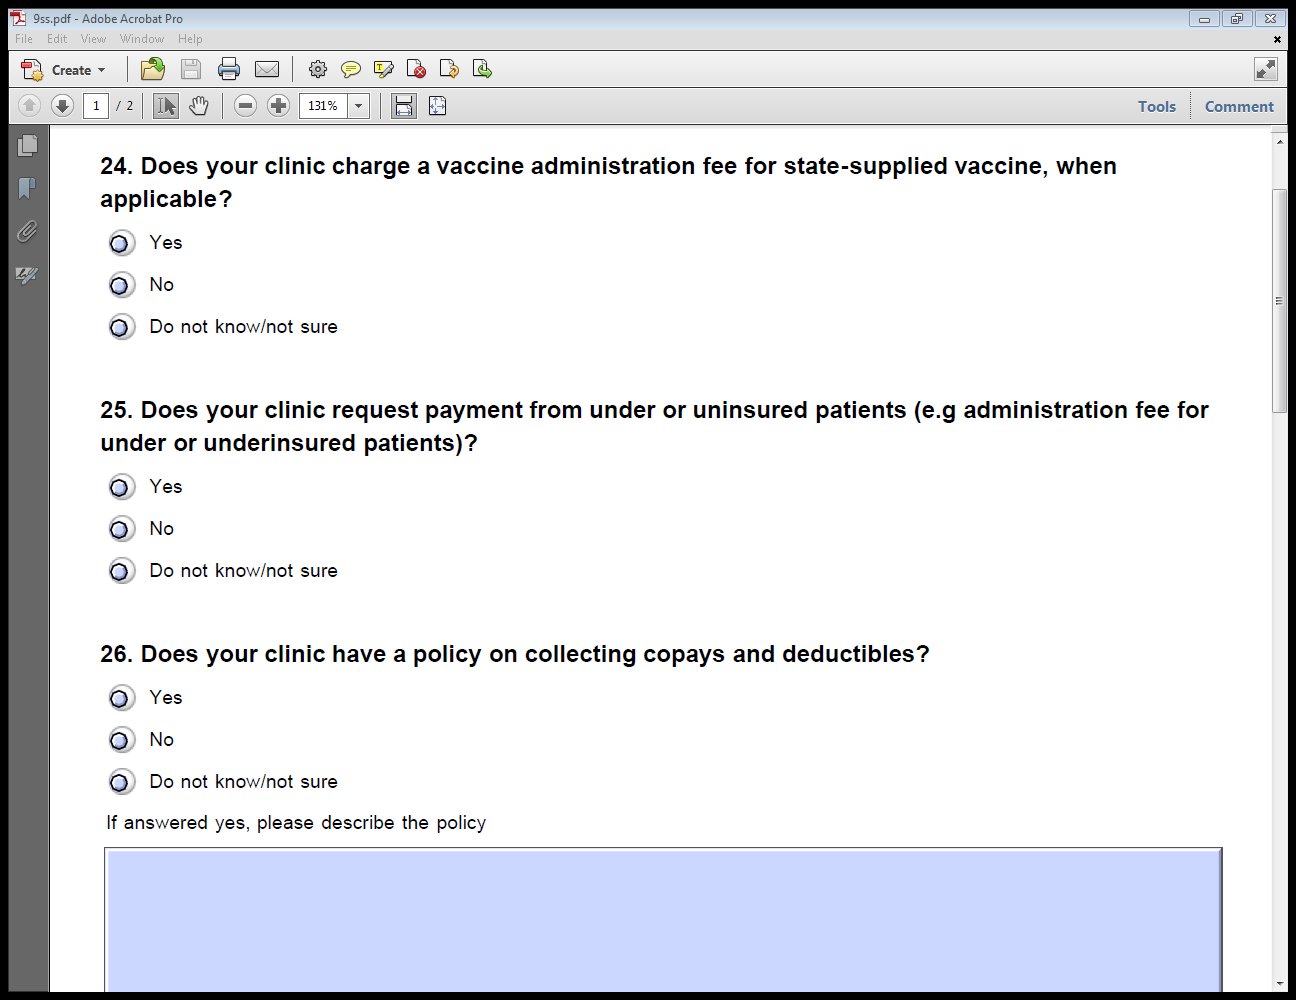 9ss.pdf - Adobe Acrobat Pro
File Edit View Window Help
Create
1 / 2 131% Tools Comment
24. Does your clinic charge a vaccine administration fee for state-supplied vaccine, when
applicable?
Yes
No
Do not know/not sure
25. Does your clinic request payment from under or uninsured patients (e.g administration fee for
under or underinsured patients)?
Yes
No
Do not know/not sure
26. Does your clinic have a policy on collecting copays and deductibles?
Yes
No
Do not know/not sure
If answered yes, please describe the policy